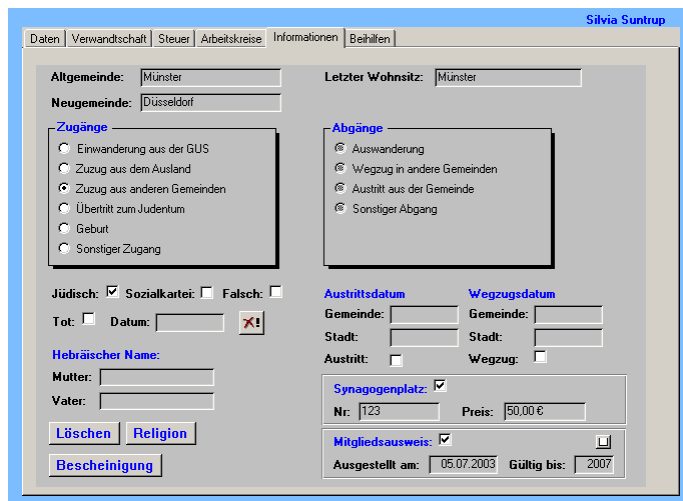 Silvia Suntrup
Daten Verwandtschaft Steuer Arbeitskreise Informationen Beihilfen
Altgemeinde: Münster Letzter Wohnsitz: Münster
Neugemeinde: Düsseldorf
Zugänge
Einwanderung aus der GUS
Zuzug aus dem Ausland
Zuzug aus anderen Gemeinden
Übertritt zum Judentum
Geburt
Sonstiger Zugang
Abgänge
Auswanderung
Wegzug in andere Gemeinden
Austritt aus der Gemeinde
Sonstiger Abgang
Jüdisch: Sozialkartei: Falsch:
Tot: Datum:
Hebräischer Name:
Mutter:
Vater:
Löschen Religion
Bescheinigung
Austrittsdatum Wegzugsdatum
Gemeinde: Gemeinde:
Stadt: Stadt:
Austritt: Wegzug:
Synagogenplatz:
Nr: 123 Preis: 50,00 €
Mitgliedsausweis:
Ausgestellt am: 05.07.2003 Gültig bis: 2007